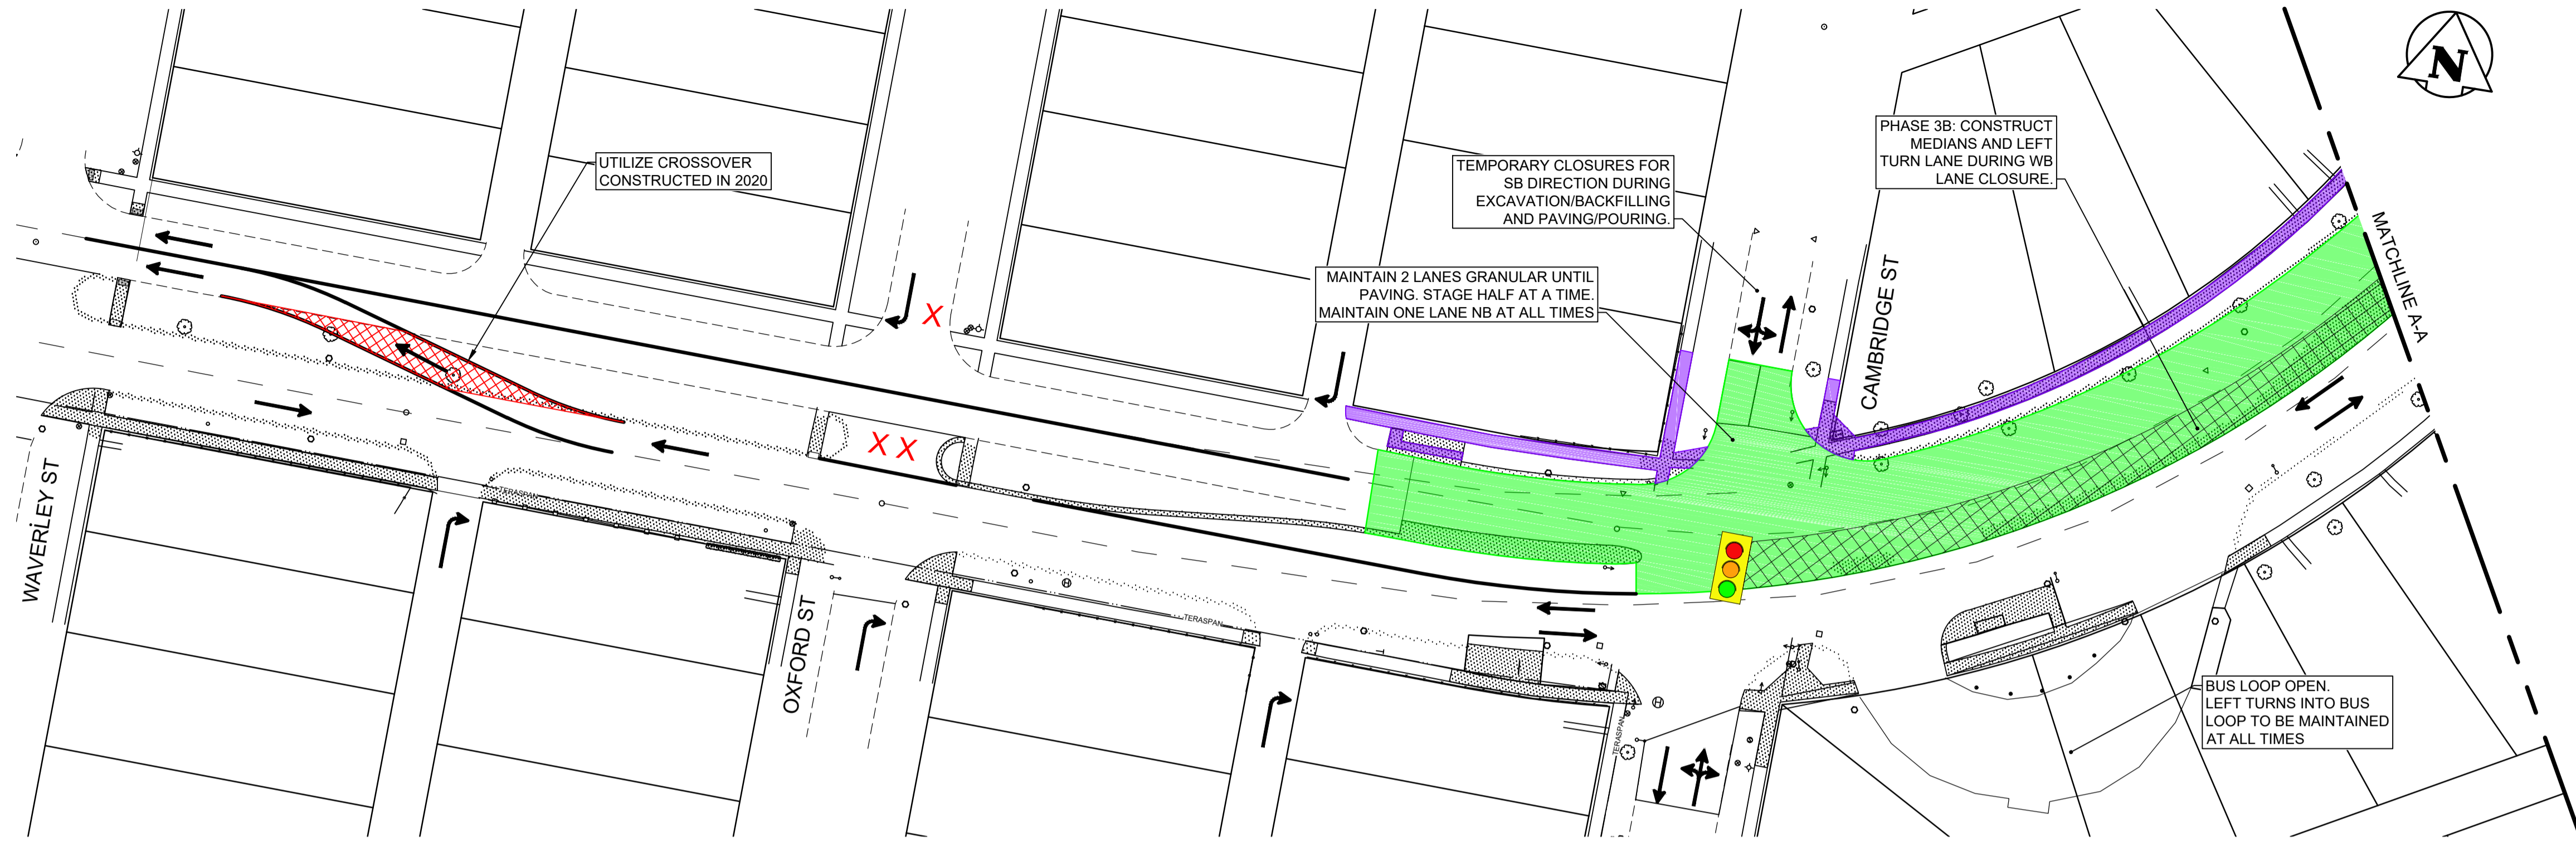 N
UTILIZE CROSSOVER
CONSTRUCTED IN 2020
TEMPORARY CLOSURES FOR
SB DIRECTION DURING
EXCAVATION/BACKFILLING
AND PAVING/POURING.
PHASE 3B: CONSTRUCT
MEDIANS AND LEFT
TURN LANE DURING WB
LANE CLOSURE.
MAINTAIN 2 LANES GRANULAR UNTIL
PAVING. STAGE HALF AT A TIME.
MAINTAIN ONE LANE NB AT ALL TIMES
CAMBRIDGE ST
MATCHLINE A-A
X
X X
WAVERLEY ST
TERASPAN
OXFORD ST
H
TERASPAN
H
TERASPAN
BUS LOOP OPEN.
LEFT TURNS INTO BUS
LOOP TO BE MAINTAINED
AT ALL TIMES